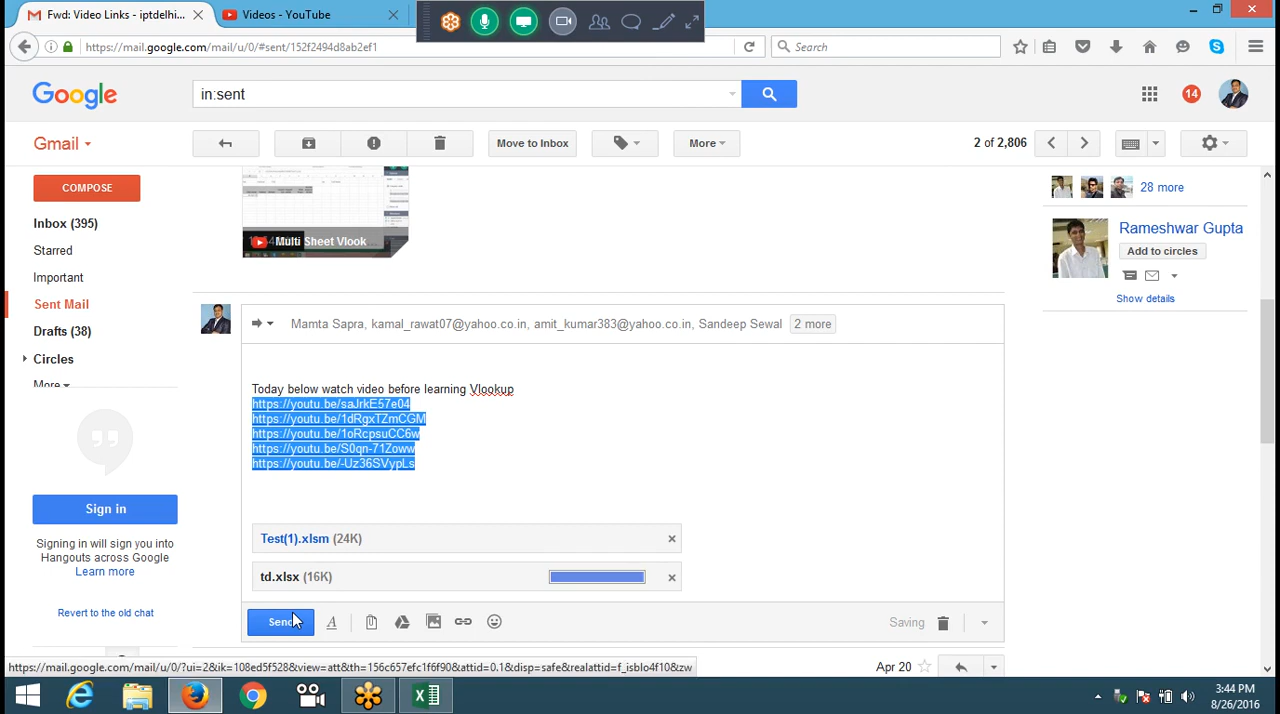 Fwd: Video Links - iptdelhi...
Videos - YouTube
https://mail.google.com/mail/u/0/#sent/152f2494d8ab2ef1
Search
Google
in:sent
14
Gmail
Move to Inbox
More
2 of 2,806
COMPOSE
Inbox (395)
Starred
Important
Sent Mail
Drafts (38)
Circles
More
Multi Sheet Vlook
28 more
Rameshwar Gupta
Add to circles
Show details
Mamta Sapra, kamal_rawat07@yahoo.co.in, amit_kumar383@yahoo.co.in, Sandeep Sewal
2 more
Today below watch video before learning Vlookup
https://youtu.be/saJrkE57e04
https://youtu.be/1dRgxTZmCGM
https://youtu.be/1oRcpsuCC6w
https://youtu.be/S0qn-71Zoww
https://youtu.be/-Uz36SVypLs
Sign in
Signing in will sign you into
Hangouts across Google
Learn more
Revert to the old chat
Test(1).xlsm (24K)
td.xlsx (16K)
Send
Saving
https://mail.google.com/mail/u/0/?ui=2&ik=108ed5f528&view=att&th=156c657efc1f6f90&attid=0.1&disp=safe&realattid=f_isblo4f10&zw
Apr 20
3:44 PM
8/26/2016